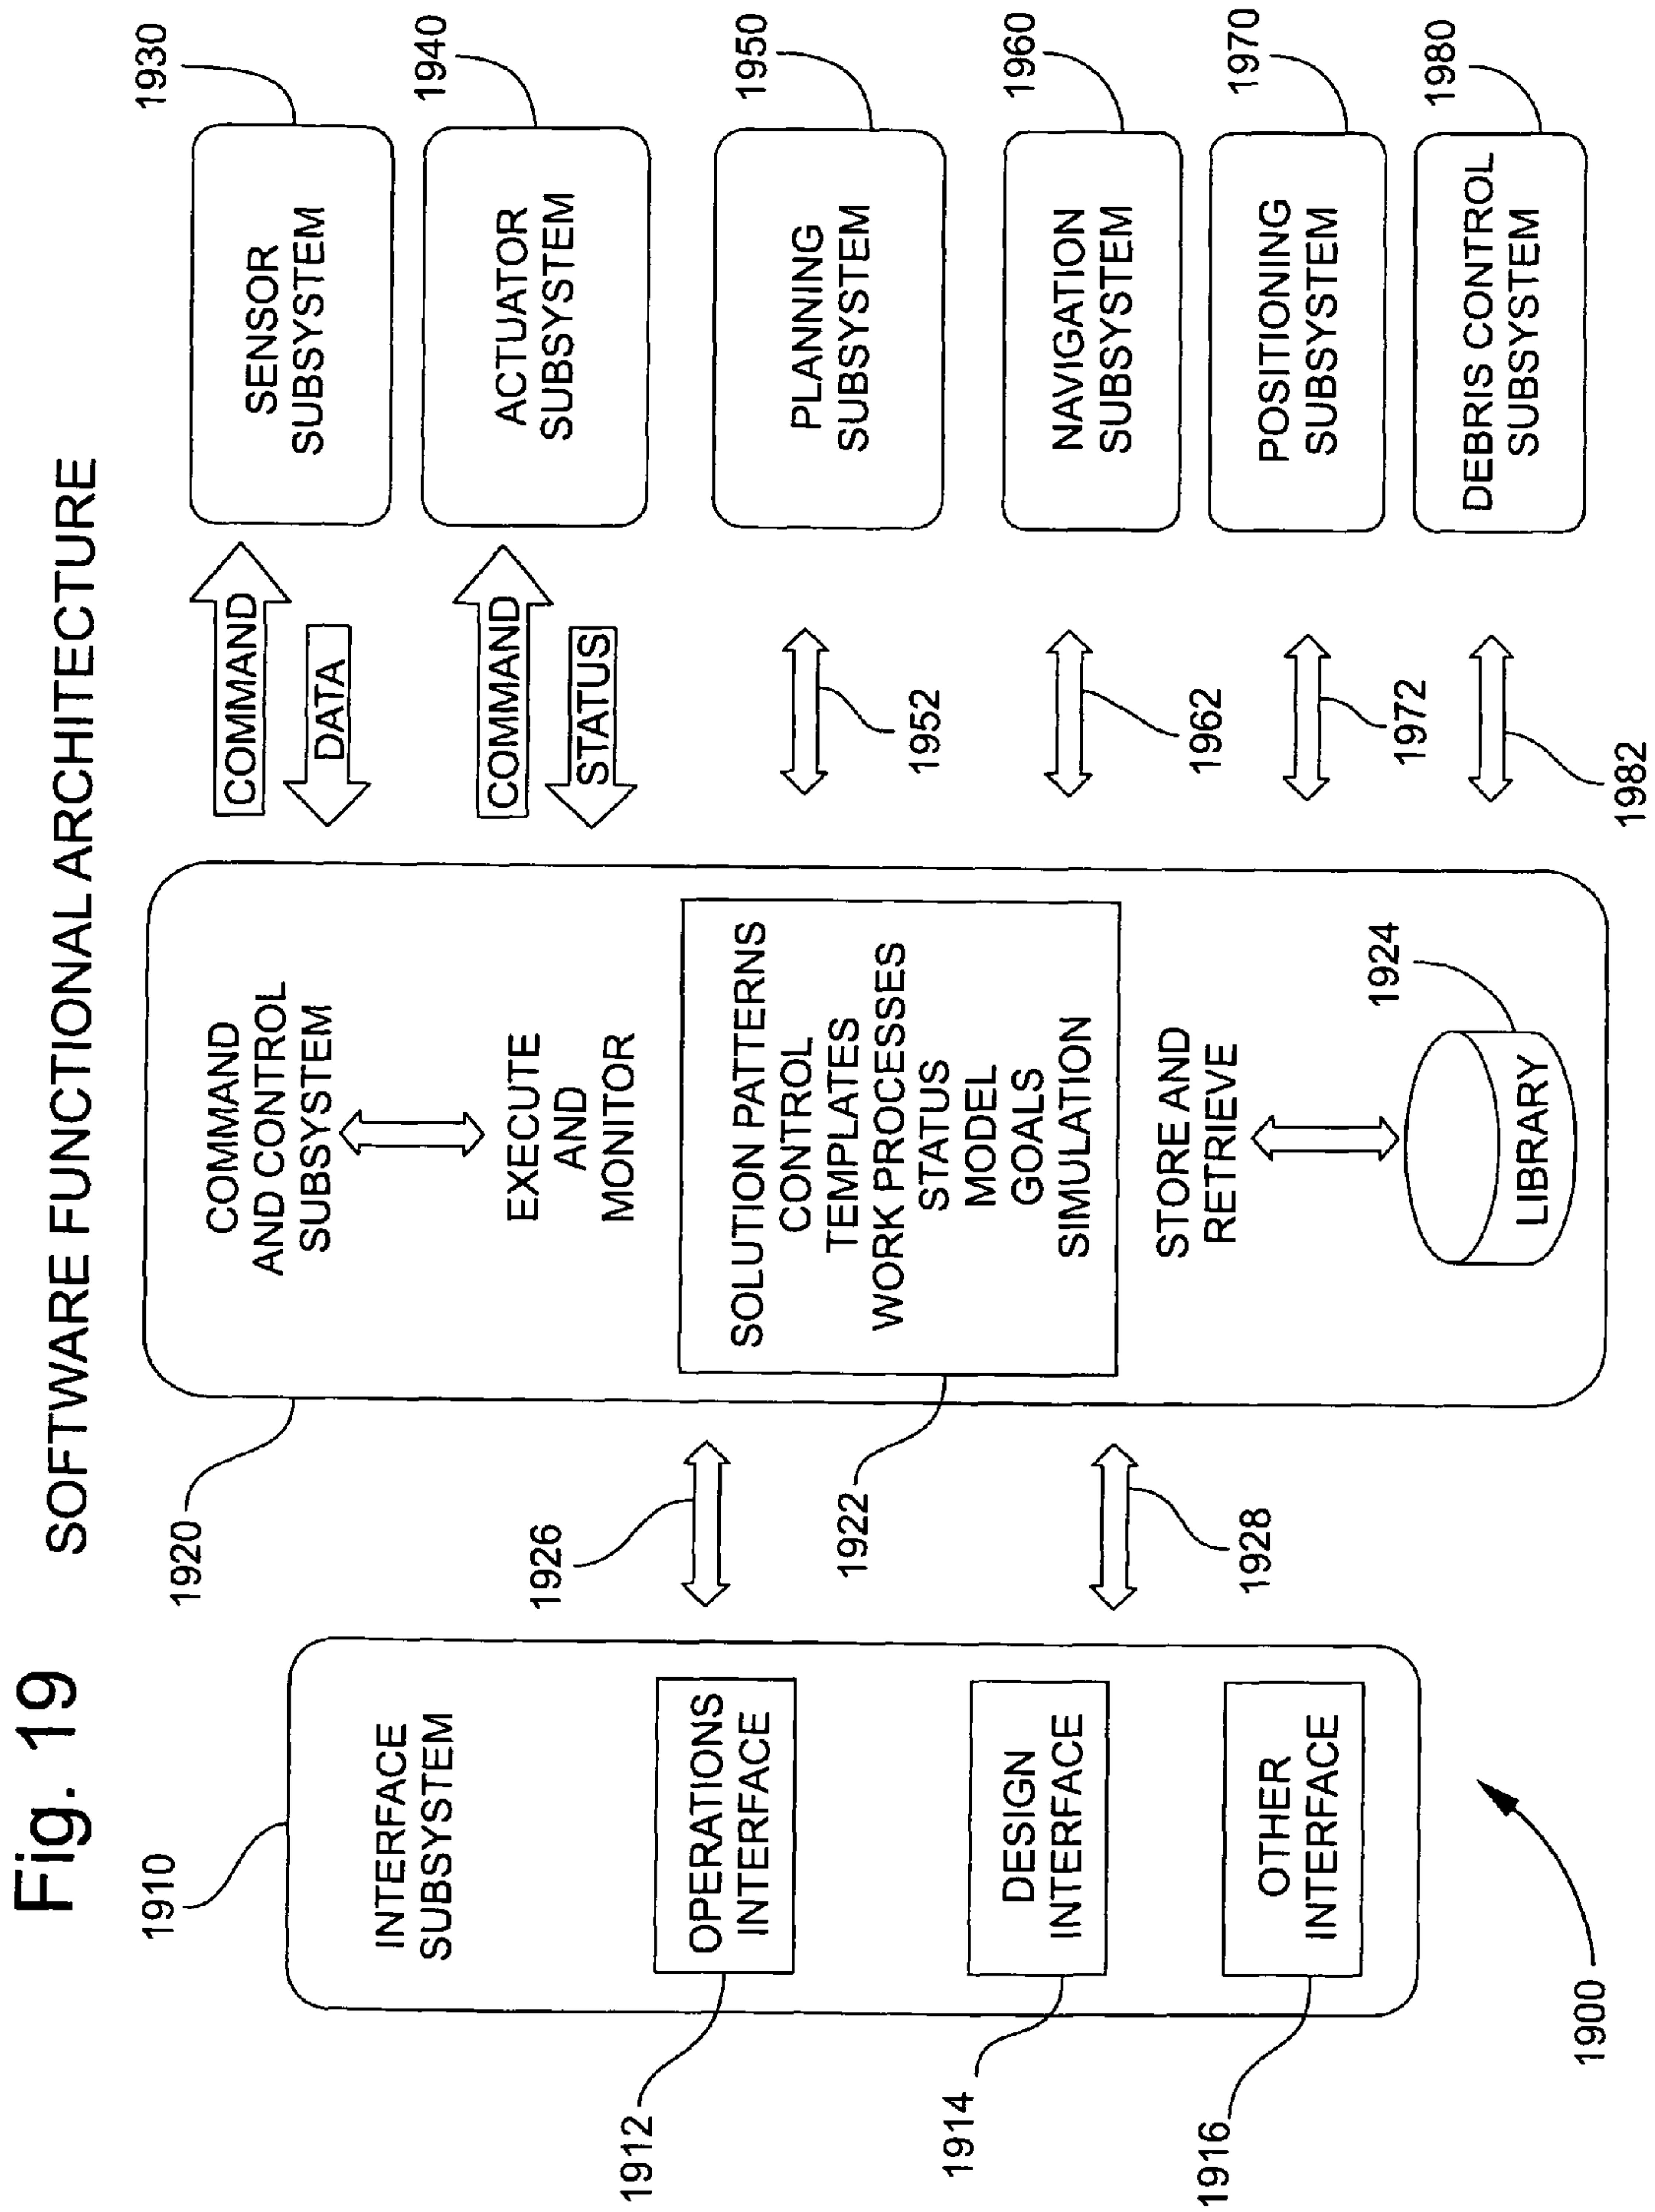 Fig. 19
SOFTWARE FUNCTIONAL ARCHITECTURE
1910
INTERFACE
SUBSYSTEM
OPERATIONS
INTERFACE
DESIGN
INTERFACE
OTHER
INTERFACE
1912
1914
1916
1900
1926
1928
1920
COMMAND
AND CONTROL
SUBSYSTEM
EXECUTE
AND
MONITOR
SOLUTION PATTERNS
CONTROL
TEMPLATES
WORK PROCESSES
STATUS
MODEL
GOALS
SIMULATION
1922
STORE AND
RETRIEVE
LIBRARY
1924
COMMAND
DATA
COMMAND
STATUS
1952
1962
1972
1982
SENSOR
SUBSYSTEM
1930
ACTUATOR
SUBSYSTEM
1940
PLANNING
SUBSYSTEM
1950
NAVIGATION
SUBSYSTEM
1960
POSITIONING
SUBSYSTEM
1970
DEBRIS CONTROL
SUBSYSTEM
1980